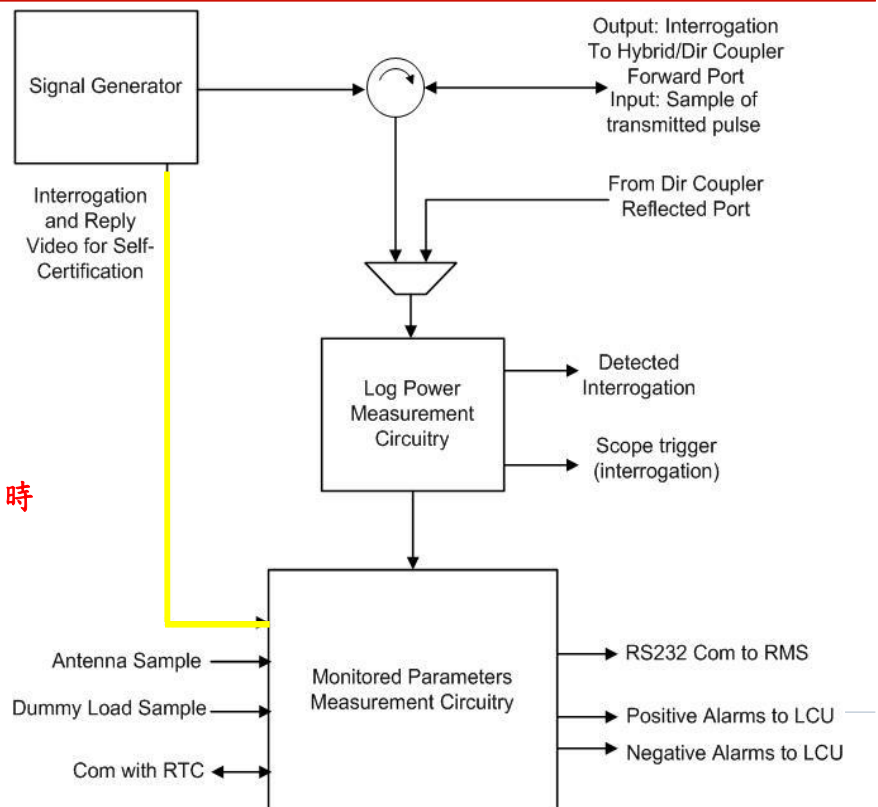 Signal Generator
Output: Interrogation
To Hybrid/Dir Coupler
Forward Port
Input: Sample of
transmitted pulse
Interrogation
and Reply
Video for Self-
Certification
From Dir Coupler
Reflected Port
Log Power
Measurement
Circuitry
Detected
Interrogation
Scope trigger
(interrogation)
時
Antenna Sample
Dummy Load Sample
Com with RTC
Monitored Parameters
Measurement Circuitry
RS232 Com to RMS
Positive Alarms to LCU
Negative Alarms to LCU